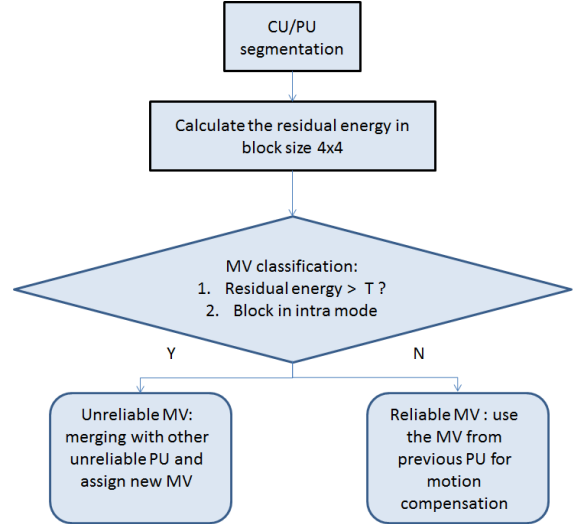 CU/PU
segmentation
Calculate the residual energy in
block size 4x4
MV classification:
1. Residual energy > T ?
2. Block in intra mode
Y
N
Unreliable MV:
merging with other
unreliable PU and
assign new MV
Reliable MV : use
the MV from
previous PU for
motion
compensation